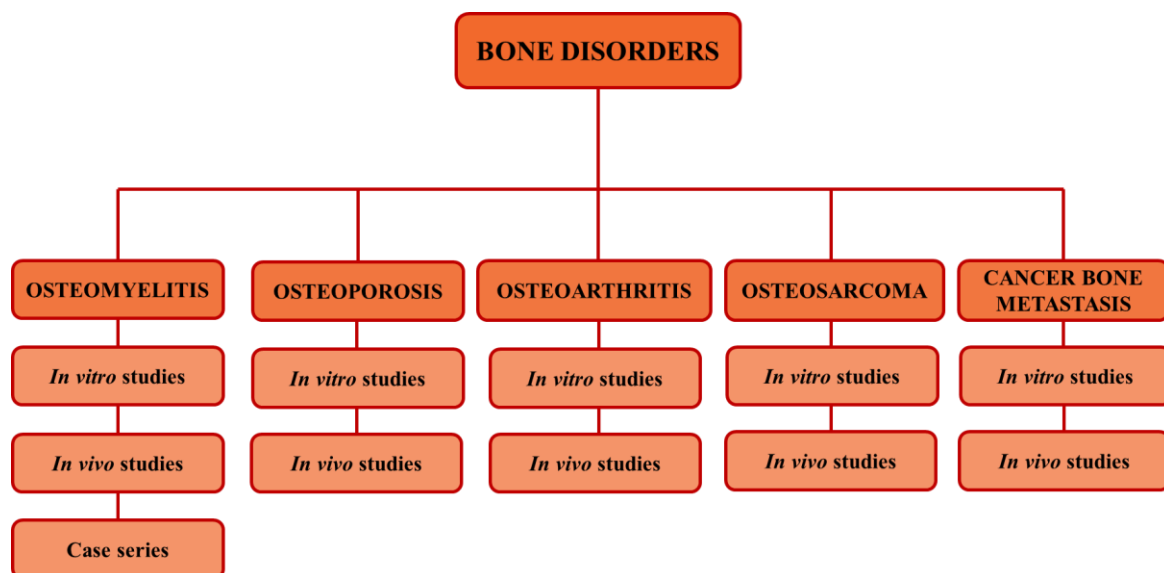 BONE DISORDERS
OSTEOMYELITIS
OSTEOPOROSIS
OSTEOARTHRITIS
OSTEOSARCOMA
CANCER BONE
METASTASIS
In vitro studies
In vitro studies
In vitro studies
In vitro studies
In vitro studies
In vivo studies
In vivo studies
In vivo studies
In vivo studies
In vivo studies
Case series